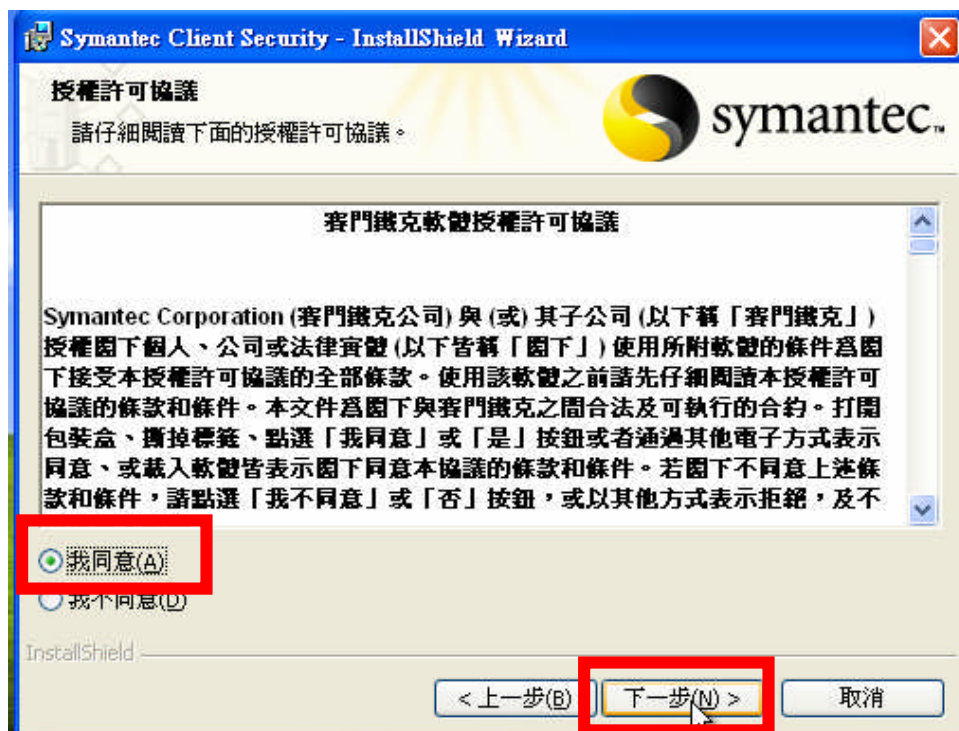 Symantec Client Security - InstallShield Wizard
授權許可協議
請仔細閱讀下面的授權許可協議。
symantec™
賽門鐵克軟體授權許可協議
Symantec Corporation (賽門鐵克公司) 與 (或) 其子公司 (以下稱「賽門鐵克」)
授權閣下個人、公司或法律實體 (以下皆稱「閣下」) 使用所附軟體的條件為閣
下接受本授權許可協議的全部條款。使用該軟體之前請先仔細閱讀本授權許可
協議的條款和條件。本文件為閣下與賽門鐵克之間合法及可執行的合約。打開
包裝盒、撕掉標籤、點選「我同意」或「是」按鈕或者通過其他電子方式表示
同意、或載入軟體皆表示閣下同意本協議的條款和條件。若閣下不同意上述條
款和條件，請點選「我不同意」或「否」按鈕，或以其他方式表示拒絕，及不
我同意(A)
我不同意(D)
InstallShield
< 上一步(B)
下一步(N) >
取消